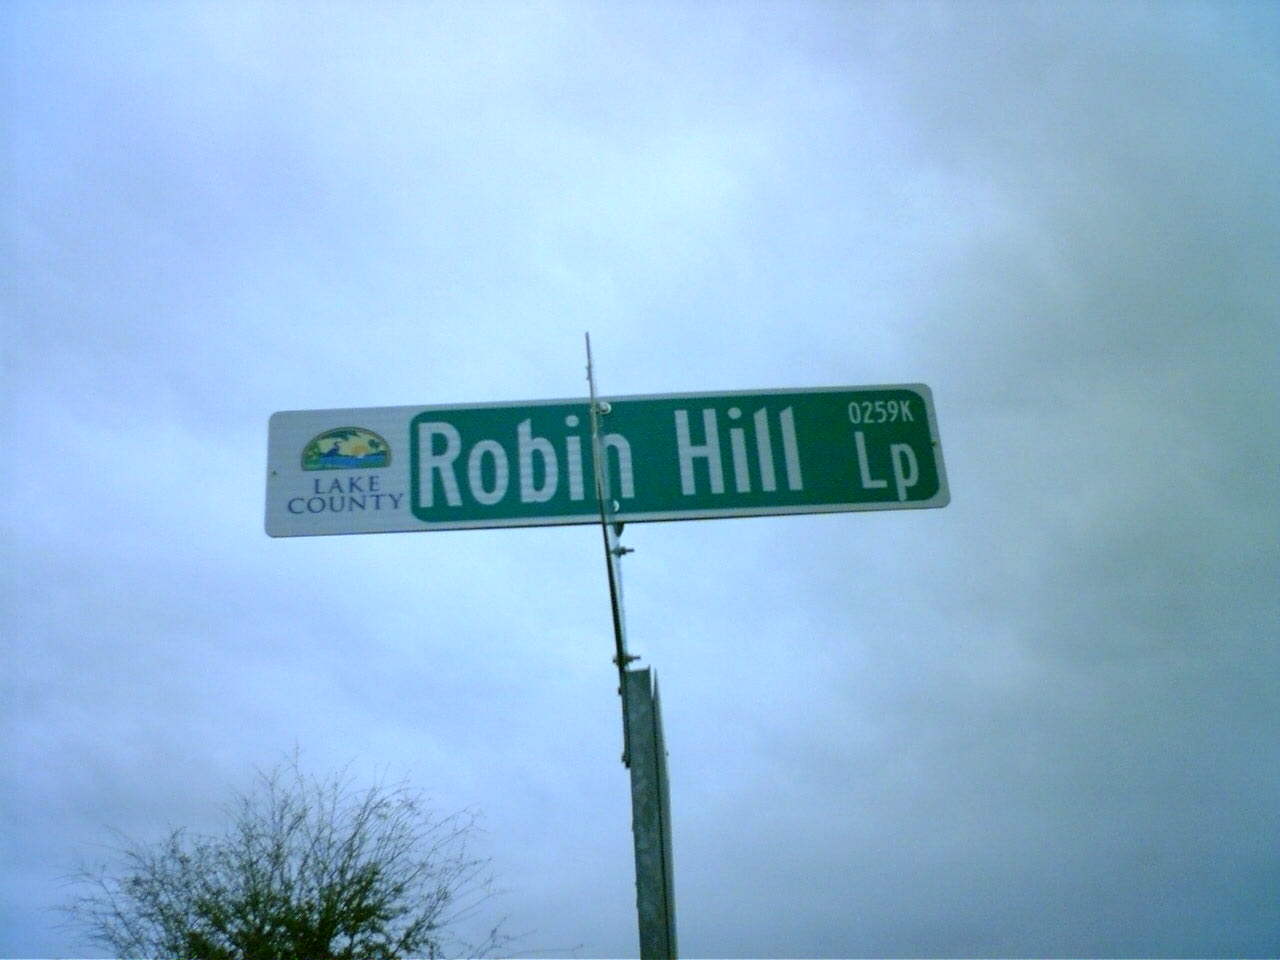 LAKE
COUNTY
Robin Hill Lp
0259K